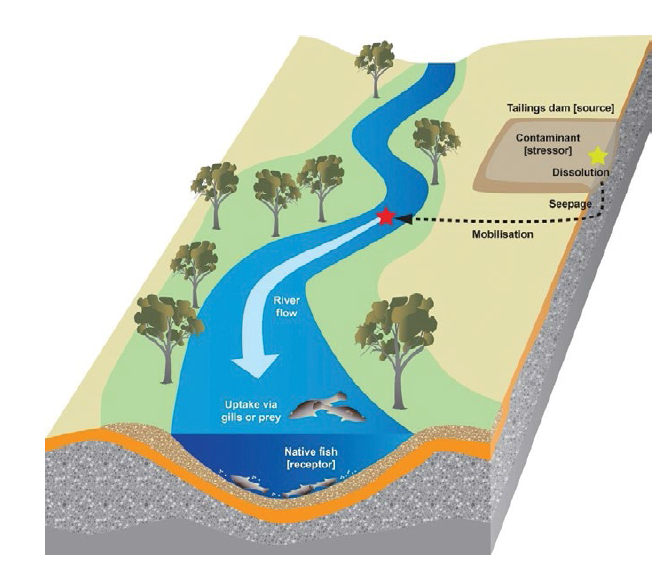 Tailings dam [source]
Contaminant
[stressor]
Dissolution
Seepage
Mobilisation
River
flow
Uptake via
gills or prey
Native fish
[receptor]